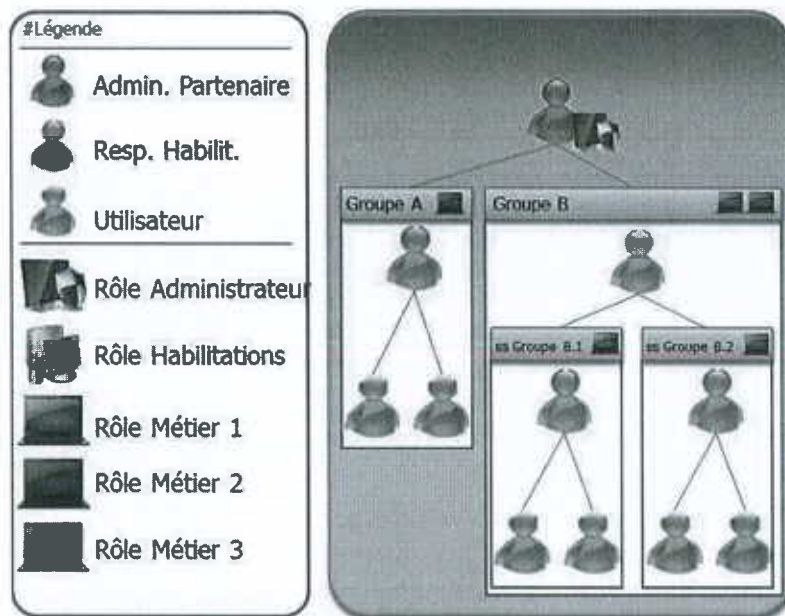 #Légende
Admin. Partenaire
Resp. Habilit.
Utilisateur
Rôle Administrateur
Rôle Habilitations
Rôle Métier 1
Rôle Métier 2
Rôle Métier 3
Groupe A
Groupe B
ss Groupe B.1
ss Groupe B.2